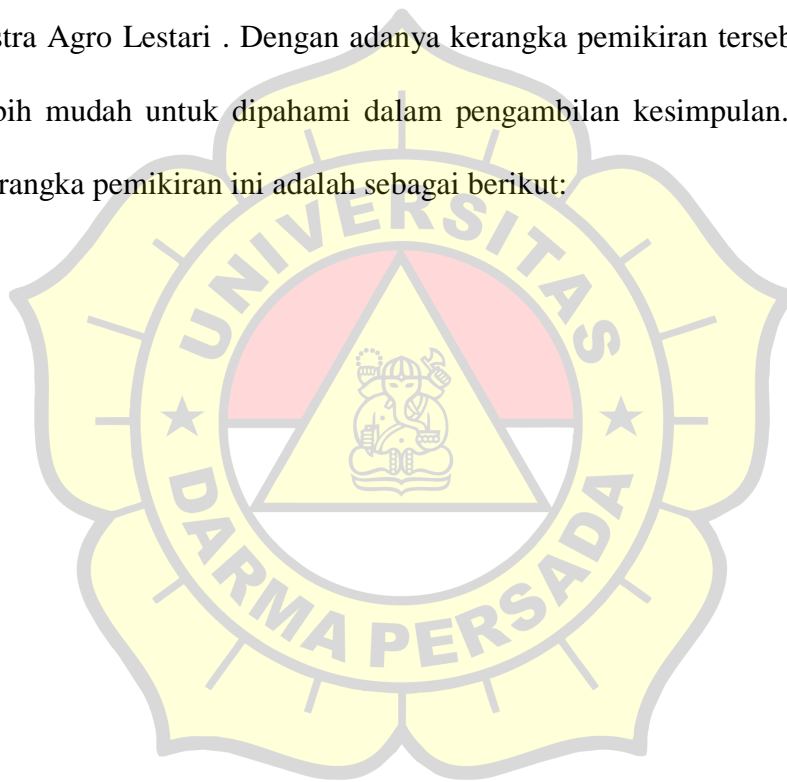 stra Agro Lestari . Dengan adanya kerangka pemikiran terseb
bih mudah untuk dipahami dalam pengambilan kesimpulan.
rangka pemikiran ini adalah sebagai berikut:
UNIVERSITAS
DARMA PERSADA